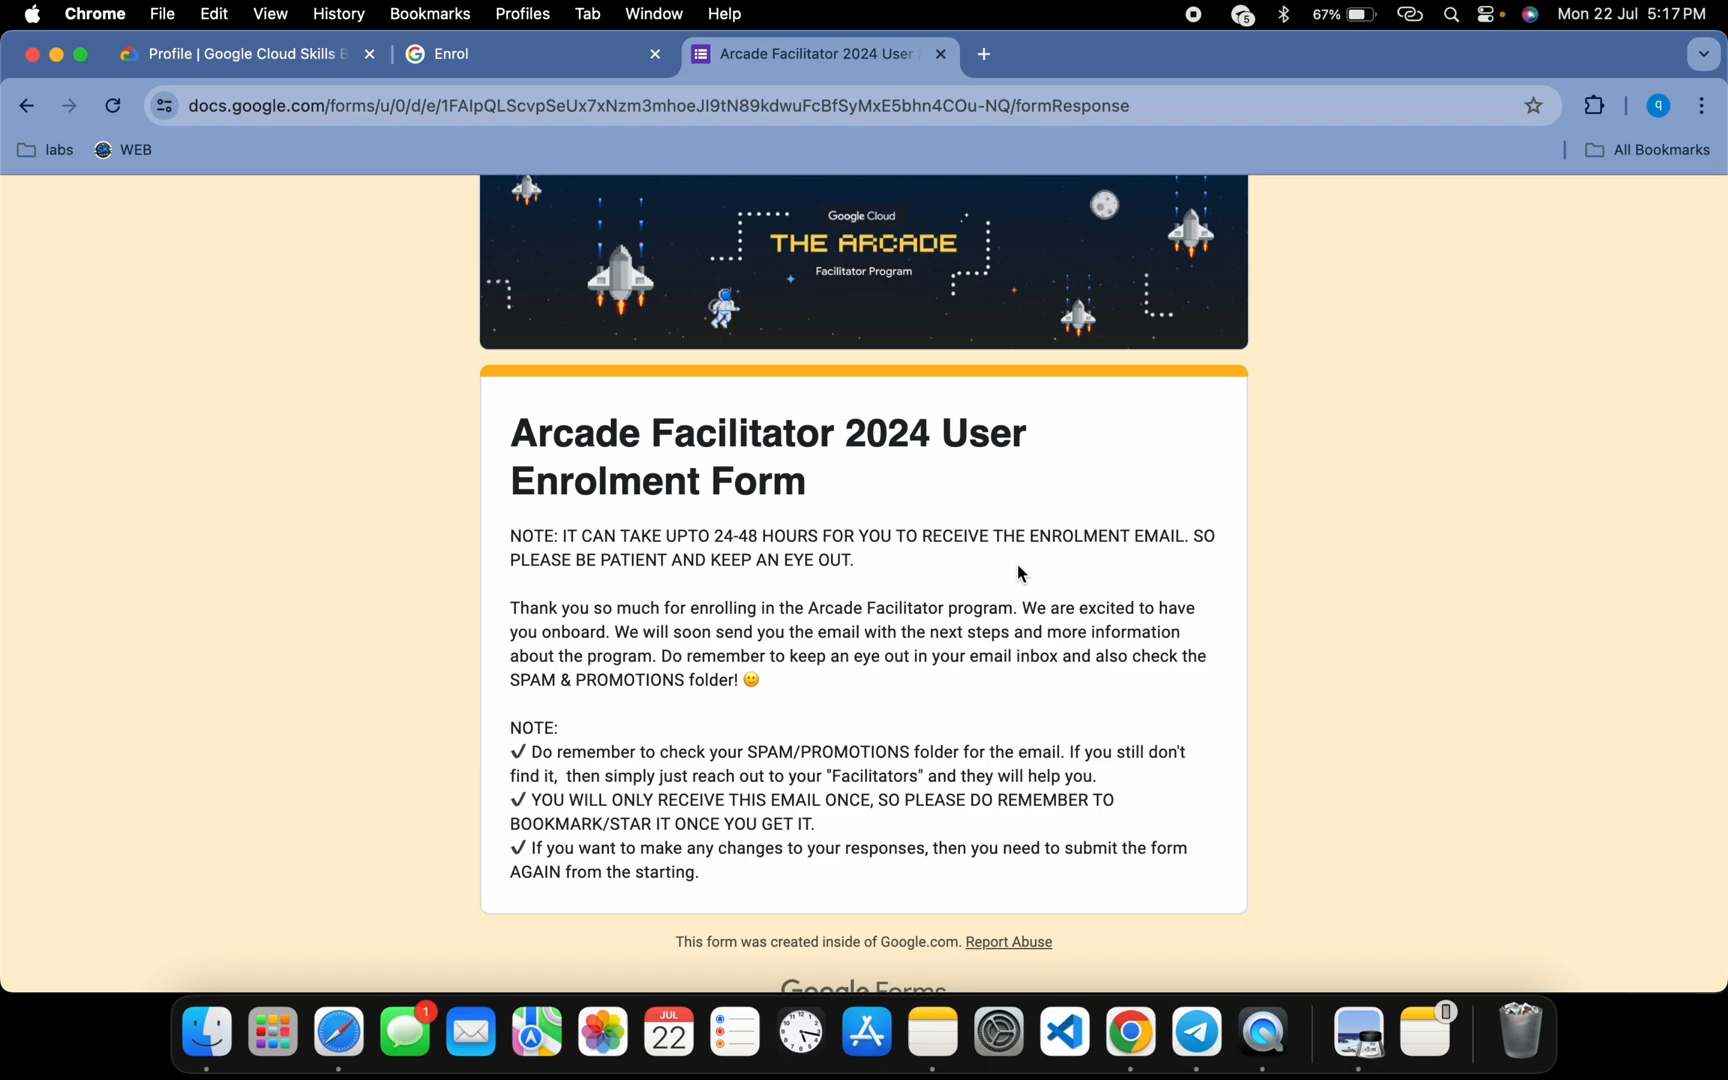 Chrome File Edit View History Bookmarks Profiles Tab Window Help 5 67% Mon 22 Jul 5:17 PM
Profile | Google Cloud Skills B Enrol Arcade Facilitator 2024 User
docs.google.com/forms/u/0/d/e/1FAIpQLScvpSeUx7xNzm3mhoeJI9tN89kdwuFcBfSyMxE5bhn4COu-NQ/formResponse q
labs WEB All Bookmarks
Google Cloud
THE ARCADE
Facilitator Program
Arcade Facilitator 2024 User
Enrolment Form
NOTE: IT CAN TAKE UPTO 24-48 HOURS FOR YOU TO RECEIVE THE ENROLMENT EMAIL. SO
PLEASE BE PATIENT AND KEEP AN EYE OUT.
Thank you so much for enrolling in the Arcade Facilitator program. We are excited to have
you onboard. We will soon send you the email with the next steps and more information
about the program. Do remember to keep an eye out in your email inbox and also check the
SPAM & PROMOTIONS folder! 🙂
NOTE:
✔ Do remember to check your SPAM/PROMOTIONS folder for the email. If you still don't
find it, then simply just reach out to your "Facilitators" and they will help you.
✔ YOU WILL ONLY RECEIVE THIS EMAIL ONCE, SO PLEASE DO REMEMBER TO
BOOKMARK/STAR IT ONCE YOU GET IT.
✔ If you want to make any changes to your responses, then you need to submit the form
AGAIN from the starting.
This form was created inside of Google.com. Report Abuse
Google Forms
1
JUL
22